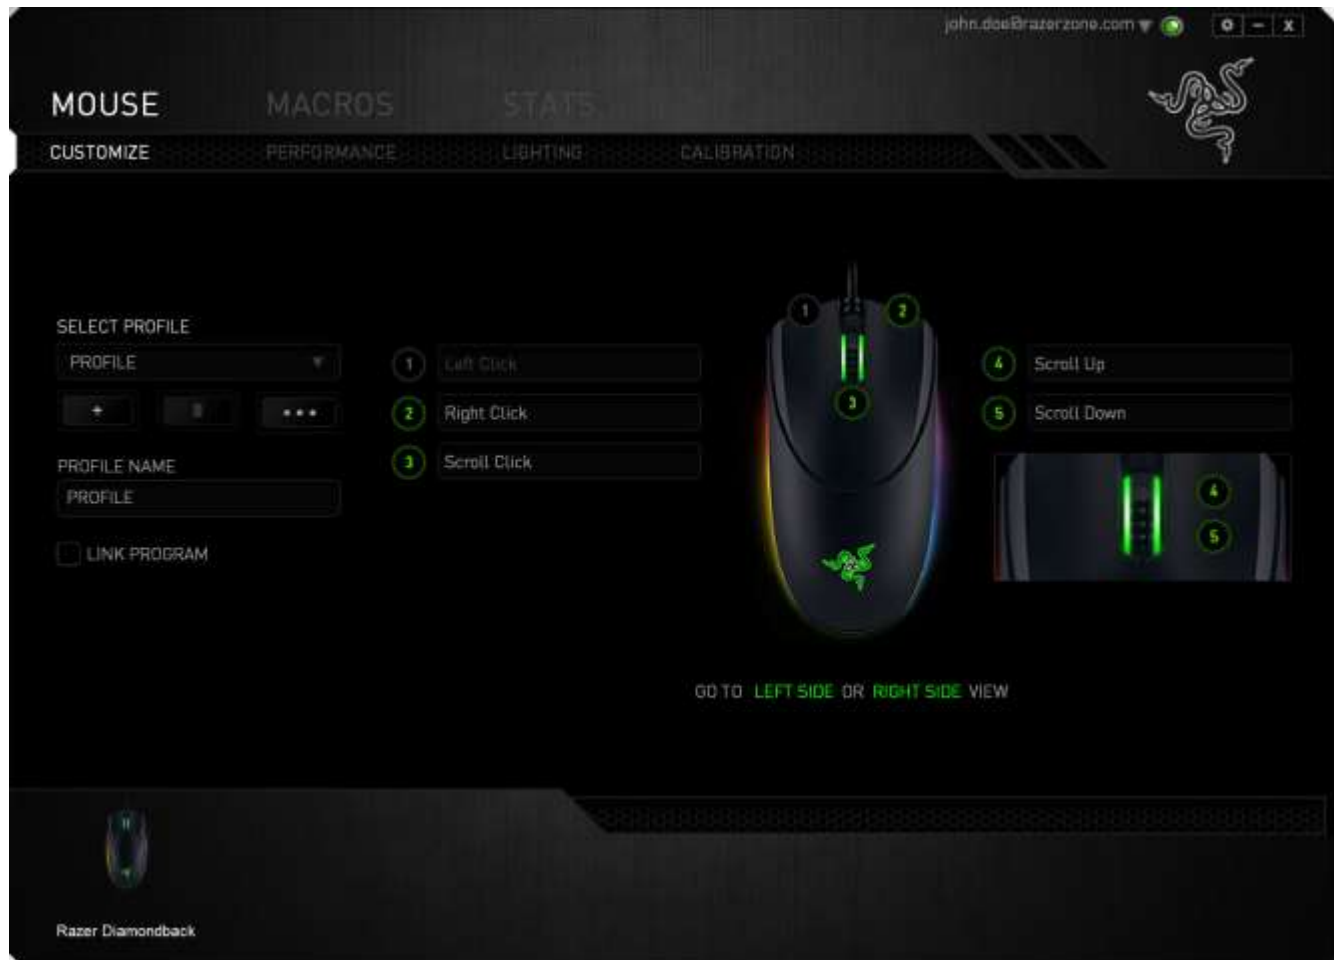 john.doe@razerzone.com
MOUSE MACROS STATS
CUSTOMIZE PERFORMANCE LIGHTING CALIBRATION
SELECT PROFILE
PROFILE
+ •••
PROFILE NAME
PROFILE
LINK PROGRAM
1 Left Click
2 Right Click
3 Scroll Click
1 2
3
4 Scroll Up
5 Scroll Down
4
5
GO TO LEFT SIDE OR RIGHT SIDE VIEW
Razer Diamondback